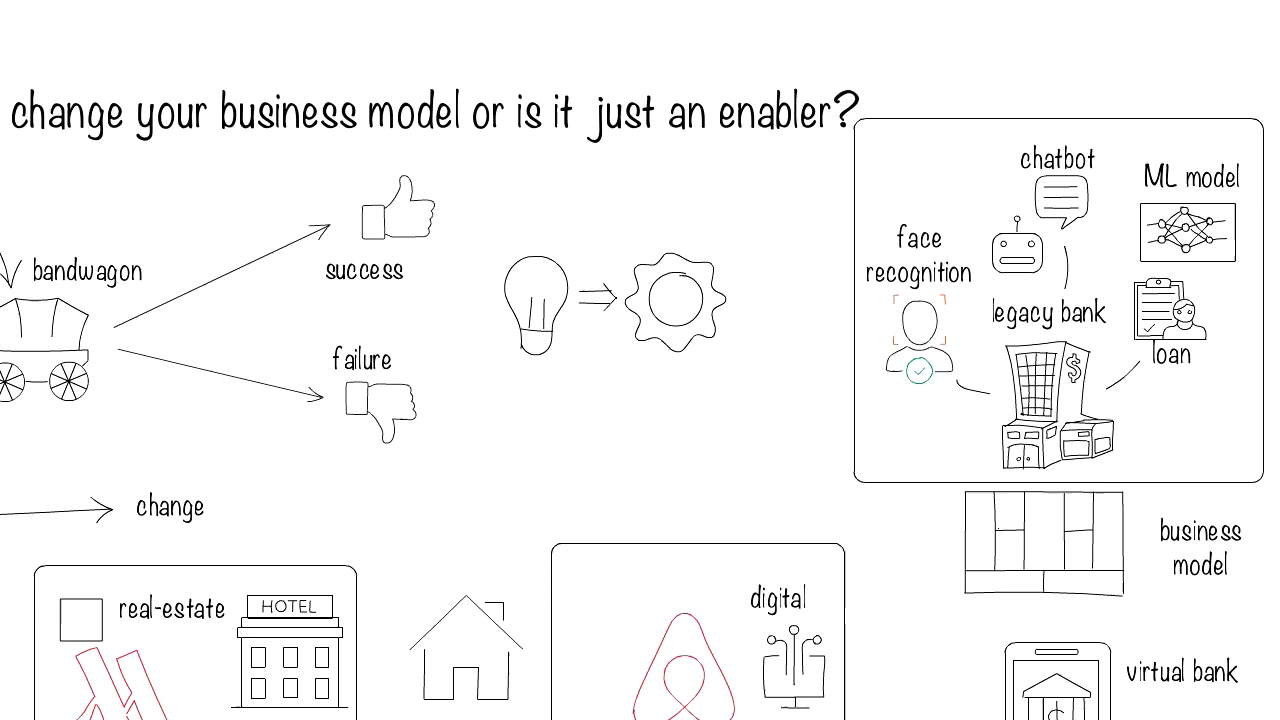 change your business model or is it just an enabler?
bandwagon
success
failure
change
chatbot
ML model
face
recognition
legacy bank
loan
$
business
model
real-estate
HOTEL
digital
virtual bank